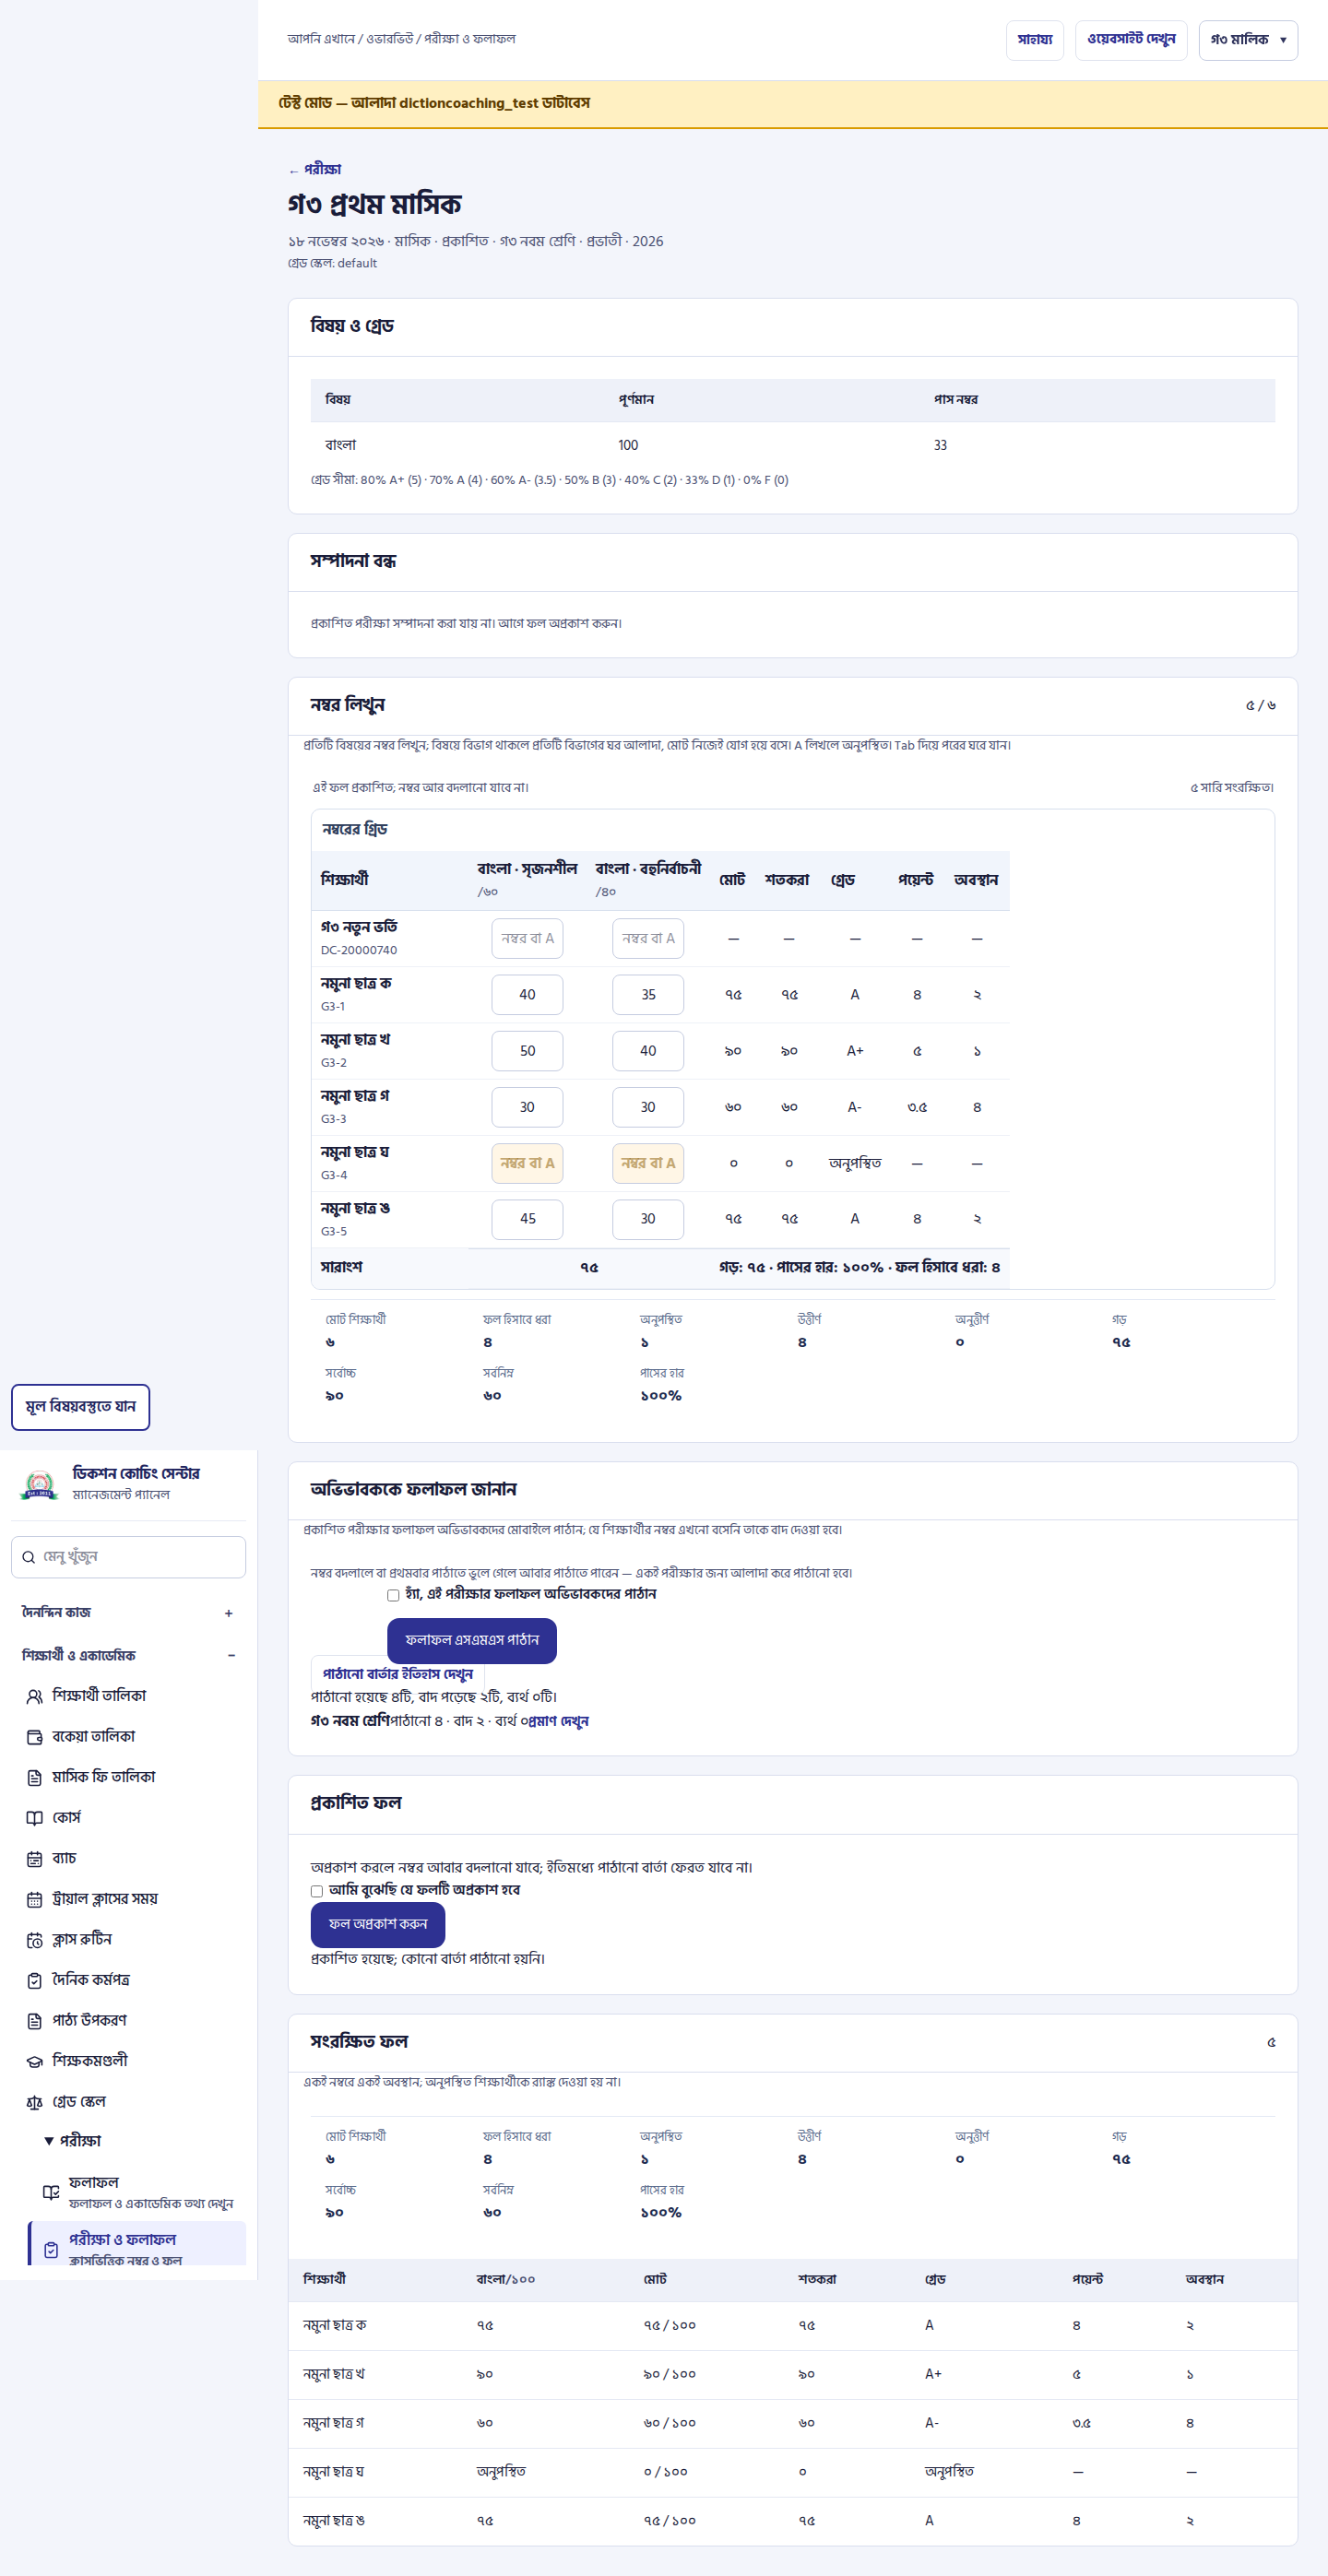 আপনি এখানে / ওভারভিউ / পরীক্ষা ও ফলাফল
সাহায্য
ওয়েবসাইট দেখুন
গ৩ মালিক
টেস্ট মোড — আলাদা dictioncoaching_test ডাটাবেস
← পরীক্ষা
গ৩ প্রথম মাসিক
১৮ নভেম্বর ২০২৬ · মাসিক · প্রকাশিত · গ৩ নবম শ্রেণি · প্রভাতী · 2026
গ্রেড স্কেল: default
বিষয় ও গ্রেড
বিষয় পূর্ণমান পাস নম্বর
বাংলা 100 33
গ্রেড সীমা: 80% A+ (5) · 70% A (4) · 60% A- (3.5) · 50% B (3) · 40% C (2) · 33% D (1) · 0% F (0)
সম্পাদনা বন্ধ
প্রকাশিত পরীক্ষা সম্পাদনা করা যায় না। আগে ফল অপ্রকাশ করুন।
নম্বর লিখুন ৫ / ৬
প্রতিটি বিষয়ের নম্বর লিখুন; বিষয়ে বিভাগ থাকলে প্রতিটি বিভাগের ঘর আলাদা, মোট নিজেই যোগ হয়ে বসে। A লিখলে অনুপস্থিত। Tab দিয়ে পরের ঘরে যান।
এই ফল প্রকাশিত; নম্বর আর বদলানো যাবে না। ৫ সারি সংরক্ষিত।
নম্বরের গ্রিড
শিক্ষার্থী বাংলা · সৃজনশীল /৬০ বাংলা · বহুনির্বাচনী /৪০ মোট শতকরা গ্রেড পয়েন্ট অবস্থান
গ৩ নতুন ভর্তি
DC-20000740 নম্বর বা A নম্বর বা A — — — — —
নমুনা ছাত্র ক
G3-1 40 35 ৭৫ ৭৫ A ৪ ২
নমুনা ছাত্র খ
G3-2 50 40 ৯০ ৯০ A+ ৫ ১
নমুনা ছাত্র গ
G3-3 30 30 ৬০ ৬০ A- ৩.৫ ৪
নমুনা ছাত্র ঘ
G3-4 নম্বর বা A নম্বর বা A ০ ০ অনুপস্থিত — —
নমুনা ছাত্র ঙ
G3-5 45 30 ৭৫ ৭৫ A ৪ ২
সারাংশ ৭৫ গড়: ৭৫ · পাসের হার: ১০০% · ফল হিসাবে ধরা: ৪
মোট শিক্ষার্থী ফল হিসাবে ধরা অনুপস্থিত উত্তীর্ণ অনুত্তীর্ণ গড়
৬ ৪ ১ ৪ ০ ৭৫
সর্বোচ্চ সর্বনিম্ন পাসের হার
৯০ ৬০ ১০০%
অভিভাবককে ফলাফল জানান
প্রকাশিত পরীক্ষার ফলাফল অভিভাবকদের মোবাইলে পাঠান; যে শিক্ষার্থীর নম্বর এখনো বসেনি তাকে বাদ দেওয়া হবে।
নম্বর বদলালে বা প্রথমবার পাঠাতে ভুলে গেলে আবার পাঠাতে পারেন — একই পরীক্ষার জন্য আলাদা করে পাঠানো হবে।
হ্যাঁ, এই পরীক্ষার ফলাফল অভিভাবকদের পাঠান
ফলাফল এসএমএস পাঠান
পাঠানো বার্তার ইতিহাস দেখুন
পাঠানো হয়েছে ৪টি, বাদ পড়েছে ২টি, ব্যর্থ ০টি।
গ৩ নবম শ্রেণিপাঠানো ৪ · বাদ ২ · ব্যর্থ ০প্রমাণ দেখুন
প্রকাশিত ফল
অপ্রকাশ করলে নম্বর আবার বদলানো যাবে; ইতিমধ্যে পাঠানো বার্তা ফেরত যাবে না।
আমি বুঝেছি যে ফলটি অপ্রকাশ হবে
ফল অপ্রকাশ করুন
প্রকাশিত হয়েছে; কোনো বার্তা পাঠানো হয়নি।
সংরক্ষিত ফল ৫
একই নম্বরে একই অবস্থান; অনুপস্থিত শিক্ষার্থীকে র‍্যাঙ্ক দেওয়া হয় না।
মোট শিক্ষার্থী ফল হিসাবে ধরা অনুপস্থিত উত্তীর্ণ অনুত্তীর্ণ গড়
৬ ৪ ১ ৪ ০ ৭৫
সর্বোচ্চ সর্বনিম্ন পাসের হার
৯০ ৬০ ১০০%
শিক্ষার্থী বাংলা/১০০ মোট শতকরা গ্রেড পয়েন্ট অবস্থান
নমুনা ছাত্র ক ৭৫ ৭৫ / ১০০ ৭৫ A ৪ ২
নমুনা ছাত্র খ ৯০ ৯০ / ১০০ ৯০ A+ ৫ ১
নমুনা ছাত্র গ ৬০ ৬০ / ১০০ ৬০ A- ৩.৫ ৪
নমুনা ছাত্র ঘ অনুপস্থিত ০ / ১০০ ০ অনুপস্থিত — —
নমুনা ছাত্র ঙ ৭৫ ৭৫ / ১০০ ৭৫ A ৪ ২
মূল বিষয়বস্তুতে যান
ডিকশন কোচিং সেন্টার
ম্যানেজমেন্ট প্যানেল
মেনু খুঁজুন
দৈনন্দিন কাজ +
শিক্ষার্থী ও একাডেমিক −
শিক্ষার্থী তালিকা
বকেয়া তালিকা
মাসিক ফি তালিকা
কোর্স
ব্যাচ
ট্রায়াল ক্লাসের সময়
ক্লাস রুটিন
দৈনিক কর্মপত্র
পাঠ্য উপকরণ
শিক্ষকমণ্ডলী
গ্রেড স্কেল
▼ পরীক্ষা
ফলাফল
ফলাফল ও একাডেমিক তথ্য দেখুন
পরীক্ষা ও ফলাফল
ক্লাসভিত্তিক নম্বর ও ফল